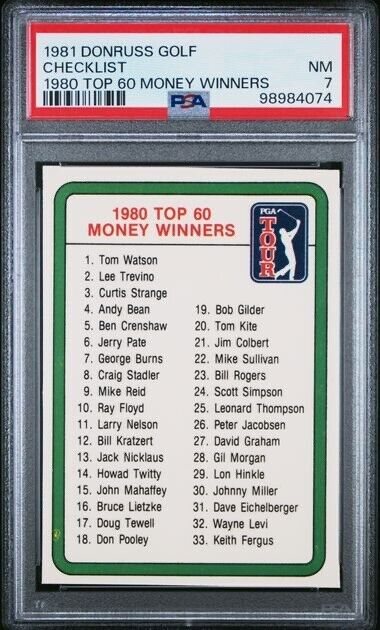 1981 DONRUSS GOLF
CHECKLIST NM
1980 TOP 60 MONEY WINNERS 7
PSA 98984074
1980 TOP 60
MONEY WINNERS
PGA
TOUR
1. Tom Watson
2. Lee Trevino
3. Curtis Strange
4. Andy Bean
5. Ben Crenshaw
6. Jerry Pate
7. George Burns
8. Craig Stadler
9. Mike Reid
10. Ray Floyd
11. Larry Nelson
12. Bill Kratzert
13. Jack Nicklaus
14. Howad Twitty
15. John Mahaffey
16. Bruce Lietzke
17. Doug Tewell
18. Don Pooley
19. Bob Gilder
20. Tom Kite
21. Jim Colbert
22. Mike Sullivan
23. Bill Rogers
24. Scott Simpson
25. Leonard Thompson
26. Peter Jacobsen
27. David Graham
28. Gil Morgan
29. Lon Hinkle
30. Johnny Miller
31. Dave Eichelberger
32. Wayne Levi
33. Keith Fergus